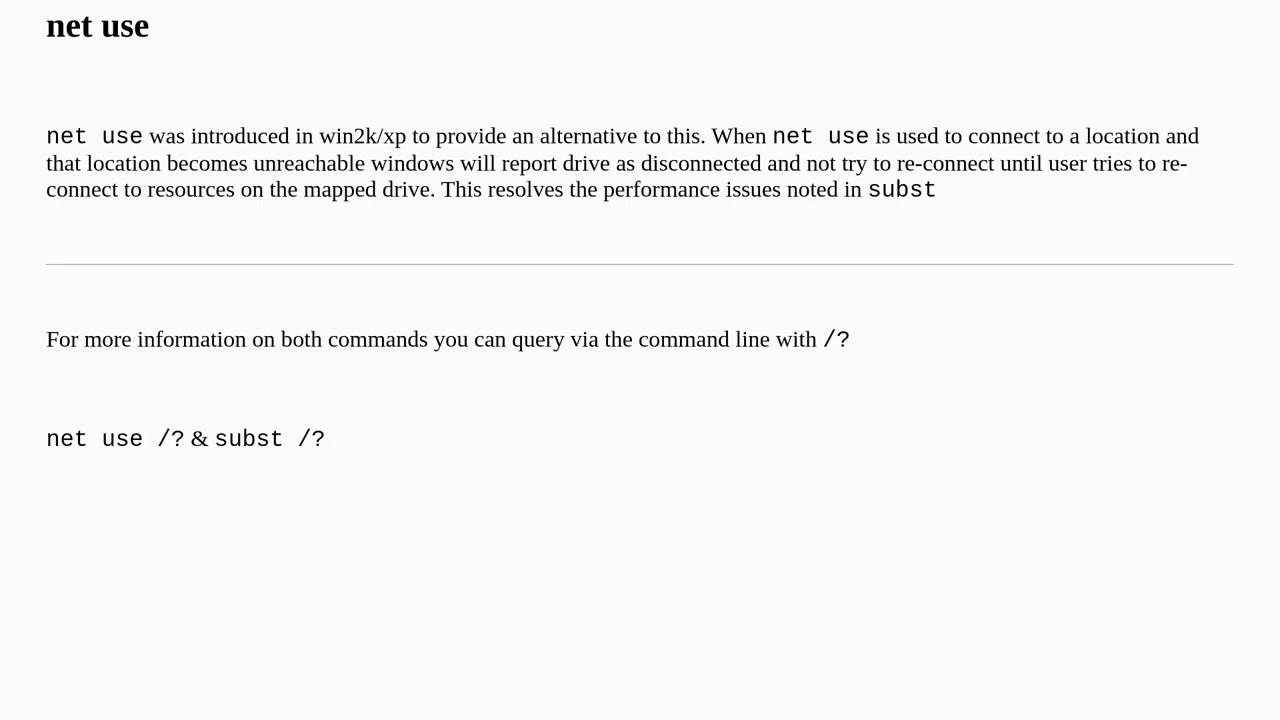 net use
net use was introduced in win2k/xp to provide an alternative to this. When net use is used to connect to a location and
that location becomes unreachable windows will report drive as disconnected and not try to re-connect until user tries to re-
connect to resources on the mapped drive. This resolves the performance issues noted in subst
For more information on both commands you can query via the command line with /?
net use /? & subst /?